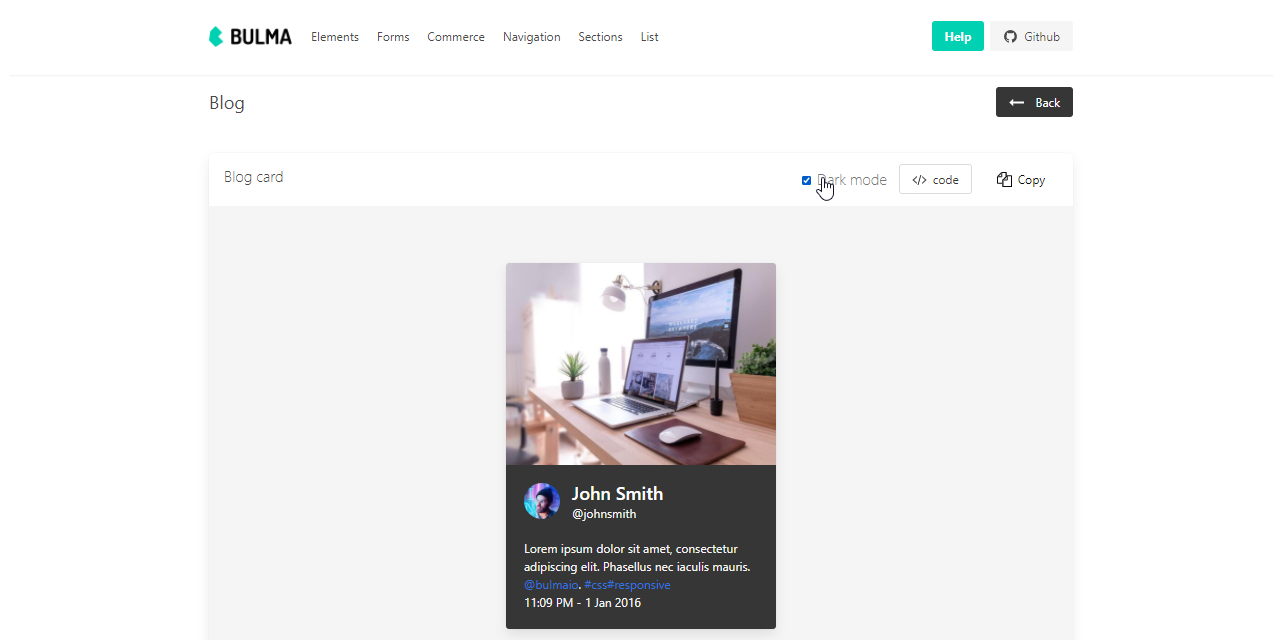 BULMA Elements Forms Commerce Navigation Sections List Help Github
Blog
Back
Blog card
Dark mode
</> code
Copy
John Smith
@johnsmith
Lorem ipsum dolor sit amet, consectetur
adipiscing elit. Phasellus nec iaculis mauris.
@bulmaio. #css#responsive
11:09 PM - 1 Jan 2016